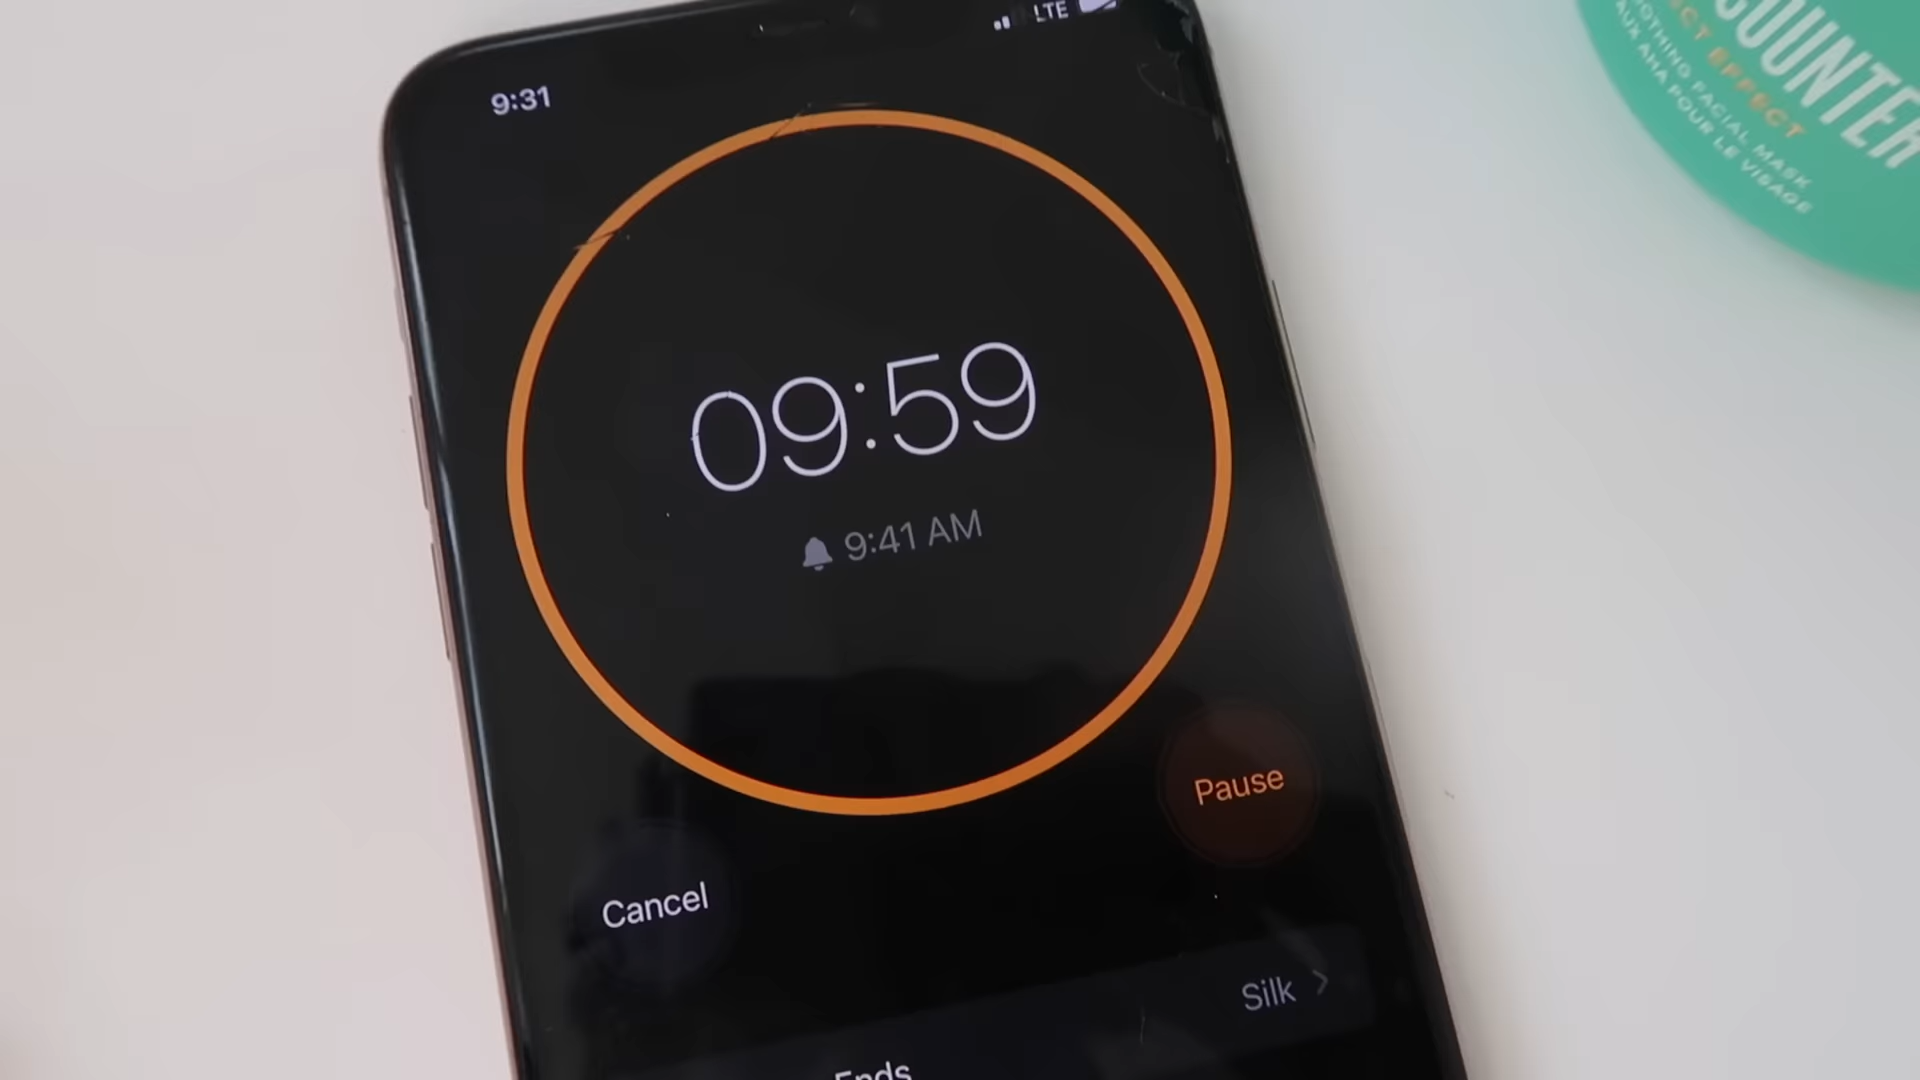 LTE
9:31
09:59
9:41 AM
Pause
Cancel
Silk
Ends
COUNTER
EFFECT
FACIAL MASK
AUX AHA POUR LE VISAGE